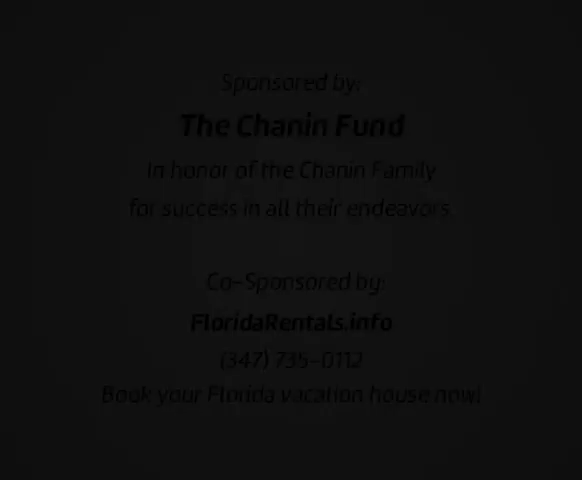 Sponsored by:
The Chanin Fund
In honor of the Chanin Family
for success in all their endeavors
Co-Sponsored by:
FloridaRentals.info
(347) 735-0112
Book your Florida vacation house now!